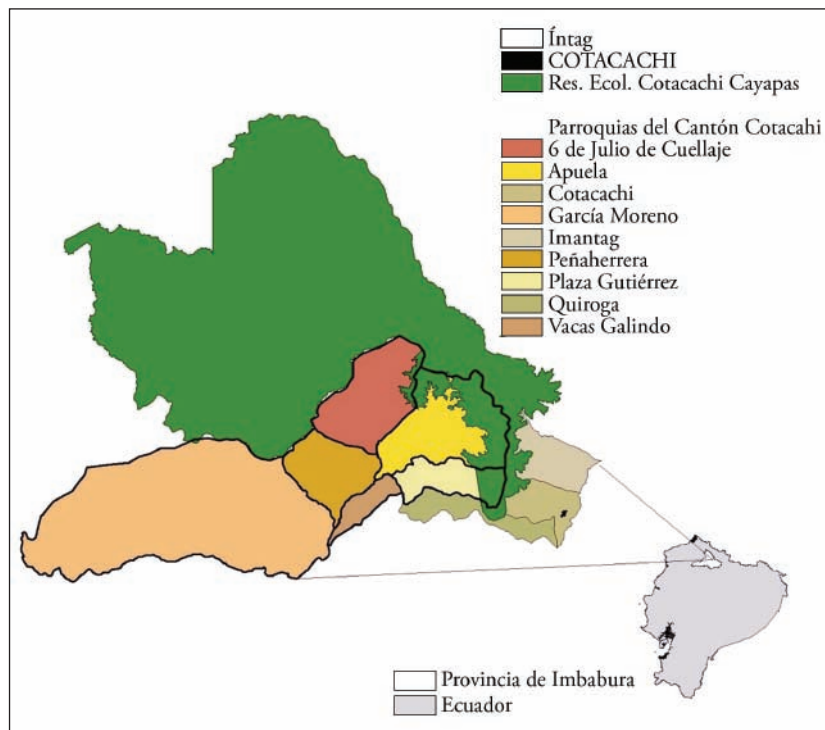 Íntag
COTACACHI
Res. Ecol. Cotacachi Cayapas
Parroquias del Cantón Cotacahi
6 de Julio de Cuellaje
Apuela
Cotacachi
García Moreno
Imantag
Peñaherrera
Plaza Gutiérrez
Quiroga
Vacas Galindo
Provincia de Imbabura
Ecuador